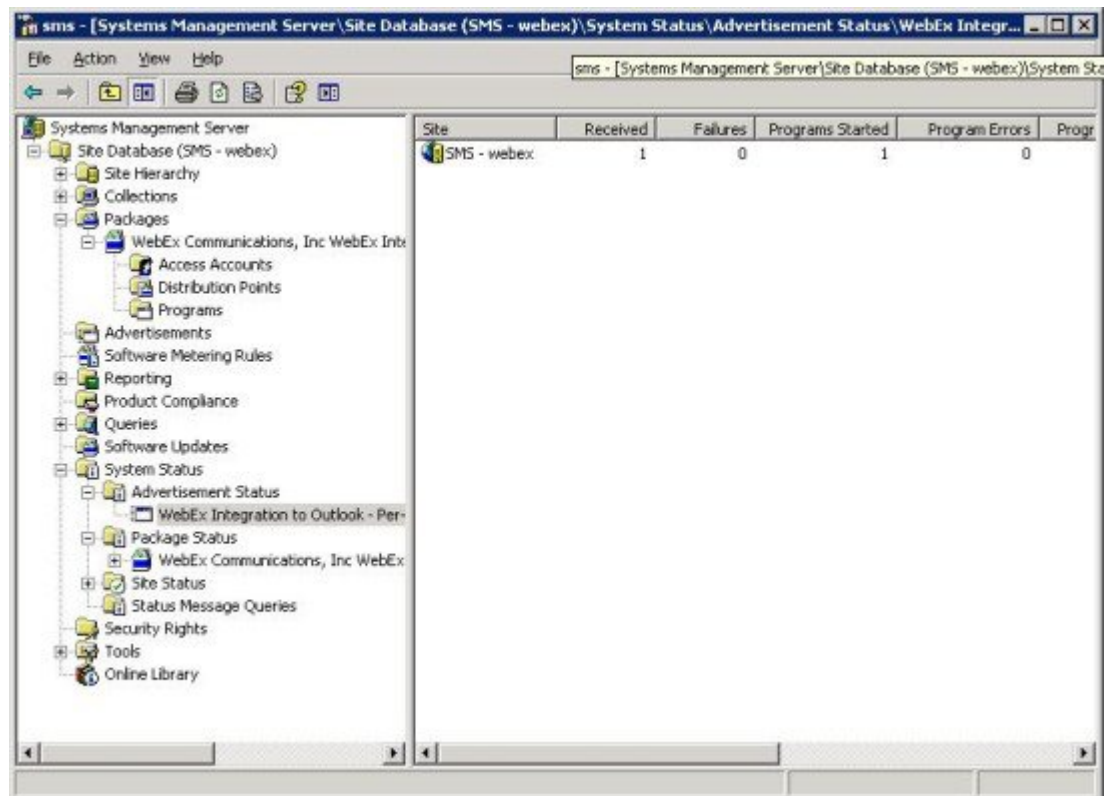 sms - [Systems Management Server\Site Database (SMS - webex)\System Status\Advertisement Status\WebEx Integr...
File Action View Help
sms - [Systems Management Server\Site Database (SMS - webex)\System Sta
Systems Management Server
Site Database (SMS - webex)
Site Hierarchy
Collections
Packages
WebEx Communications, Inc WebEx Inte
Access Accounts
Distribution Points
Programs
Advertisements
Software Metering Rules
Reporting
Product Compliance
Queries
Software Updates
System Status
Advertisement Status
WebEx Integration to Outlook - Per-
Package Status
WebEx Communications, Inc WebEx
Site Status
Status Message Queries
Security Rights
Tools
Online Library
Site Received Failures Programs Started Program Errors Progr
SMS - webex 1 0 1 0